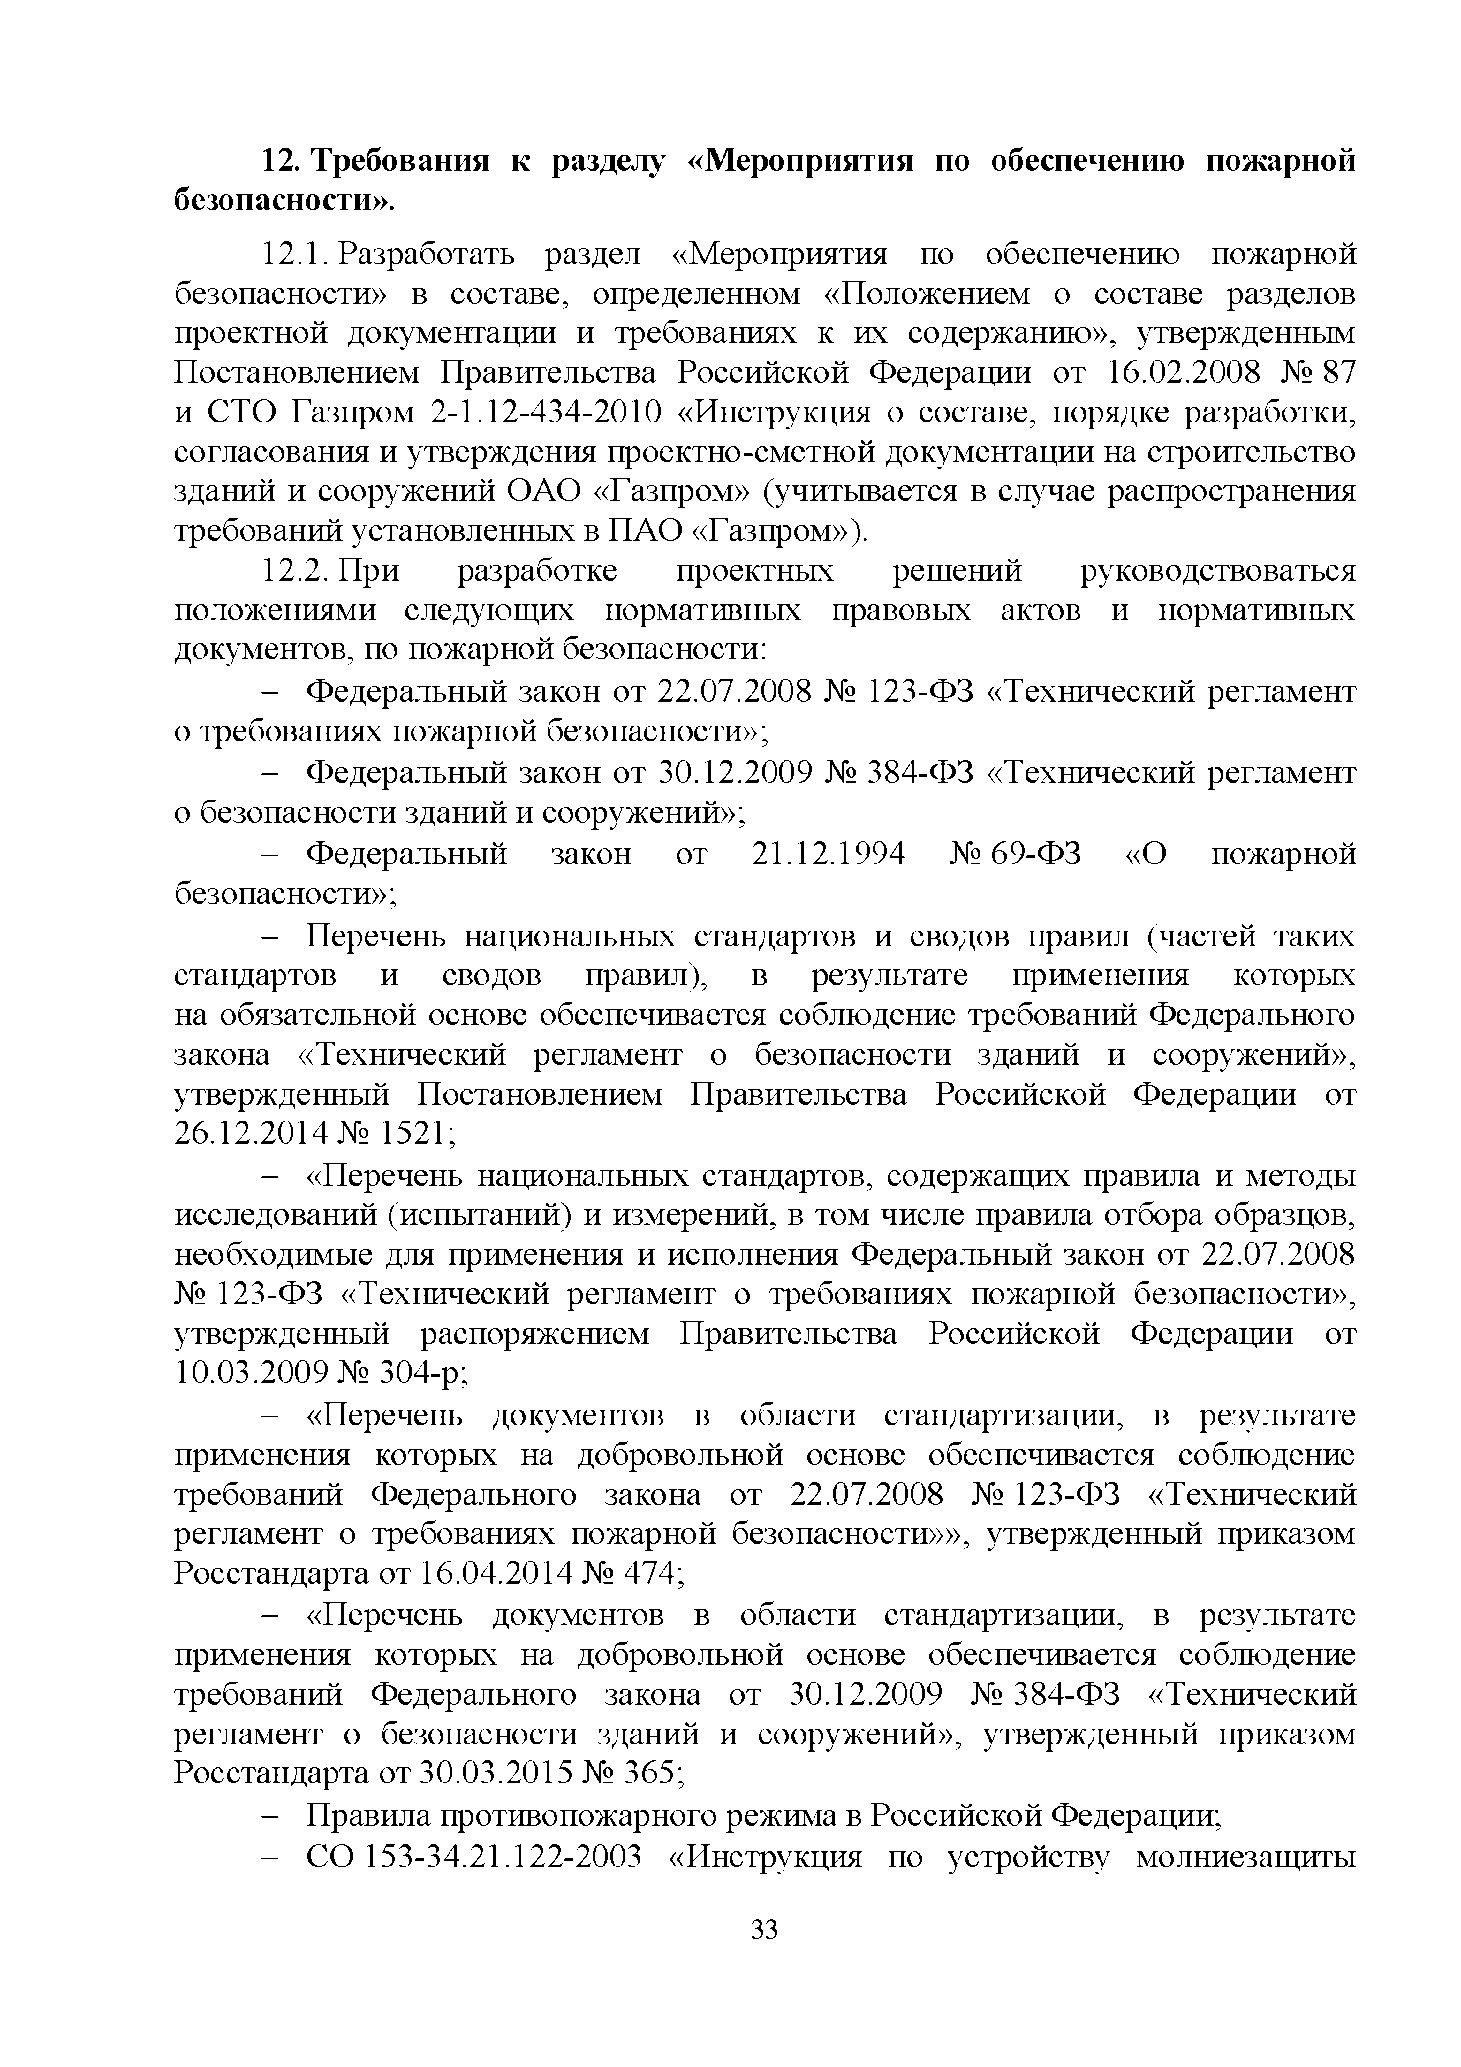 12. Требования к разделу «Мероприятия по обеспечению пожарной
безопасности».
12.1. Разработать раздел «Мероприятия по обеспечению пожарной
безопасности» в составе, определенном «Положением о составе разделов
проектной документации и требованиях к их содержанию», утвержденным
Постановлением Правительства Российской Федерации от 16.02.2008 № 87
и СТО Газпром 2-1.12-434-2010 «Инструкция о составе, порядке разработки,
согласования и утверждения проектно-сметной документации на строительство
зданий и сооружений ОАО «Газпром» (учитывается в случае распространения
требований установленных в ПАО «Газпром»).
12.2. При разработке проектных решений руководствоваться
положениями следующих нормативных правовых актов и нормативных
документов, по пожарной безопасности:
– Федеральный закон от 22.07.2008 № 123-ФЗ «Технический регламент
о требованиях пожарной безопасности»;
– Федеральный закон от 30.12.2009 № 384-ФЗ «Технический регламент
о безопасности зданий и сооружений»;
– Федеральный закон от 21.12.1994 № 69-ФЗ «О пожарной
безопасности»;
– Перечень национальных стандартов и сводов правил (частей таких
стандартов и сводов правил), в результате применения которых
на обязательной основе обеспечивается соблюдение требований Федерального
закона «Технический регламент о безопасности зданий и сооружений»,
утвержденный Постановлением Правительства Российской Федерации от
26.12.2014 № 1521;
– «Перечень национальных стандартов, содержащих правила и методы
исследований (испытаний) и измерений, в том числе правила отбора образцов,
необходимые для применения и исполнения Федеральный закон от 22.07.2008
№ 123-ФЗ «Технический регламент о требованиях пожарной безопасности»,
утвержденный распоряжением Правительства Российской Федерации от
10.03.2009 № 304-р;
– «Перечень документов в области стандартизации, в результате
применения которых на добровольной основе обеспечивается соблюдение
требований Федерального закона от 22.07.2008 № 123-ФЗ «Технический
регламент о требованиях пожарной безопасности»», утвержденный приказом
Росстандарта от 16.04.2014 № 474;
– «Перечень документов в области стандартизации, в результате
применения которых на добровольной основе обеспечивается соблюдение
требований Федерального закона от 30.12.2009 № 384-ФЗ «Технический
регламент о безопасности зданий и сооружений», утвержденный приказом
Росстандарта от 30.03.2015 № 365;
– Правила противопожарного режима в Российской Федерации;
– СО 153-34.21.122-2003 «Инструкция по устройству молниезащиты
33